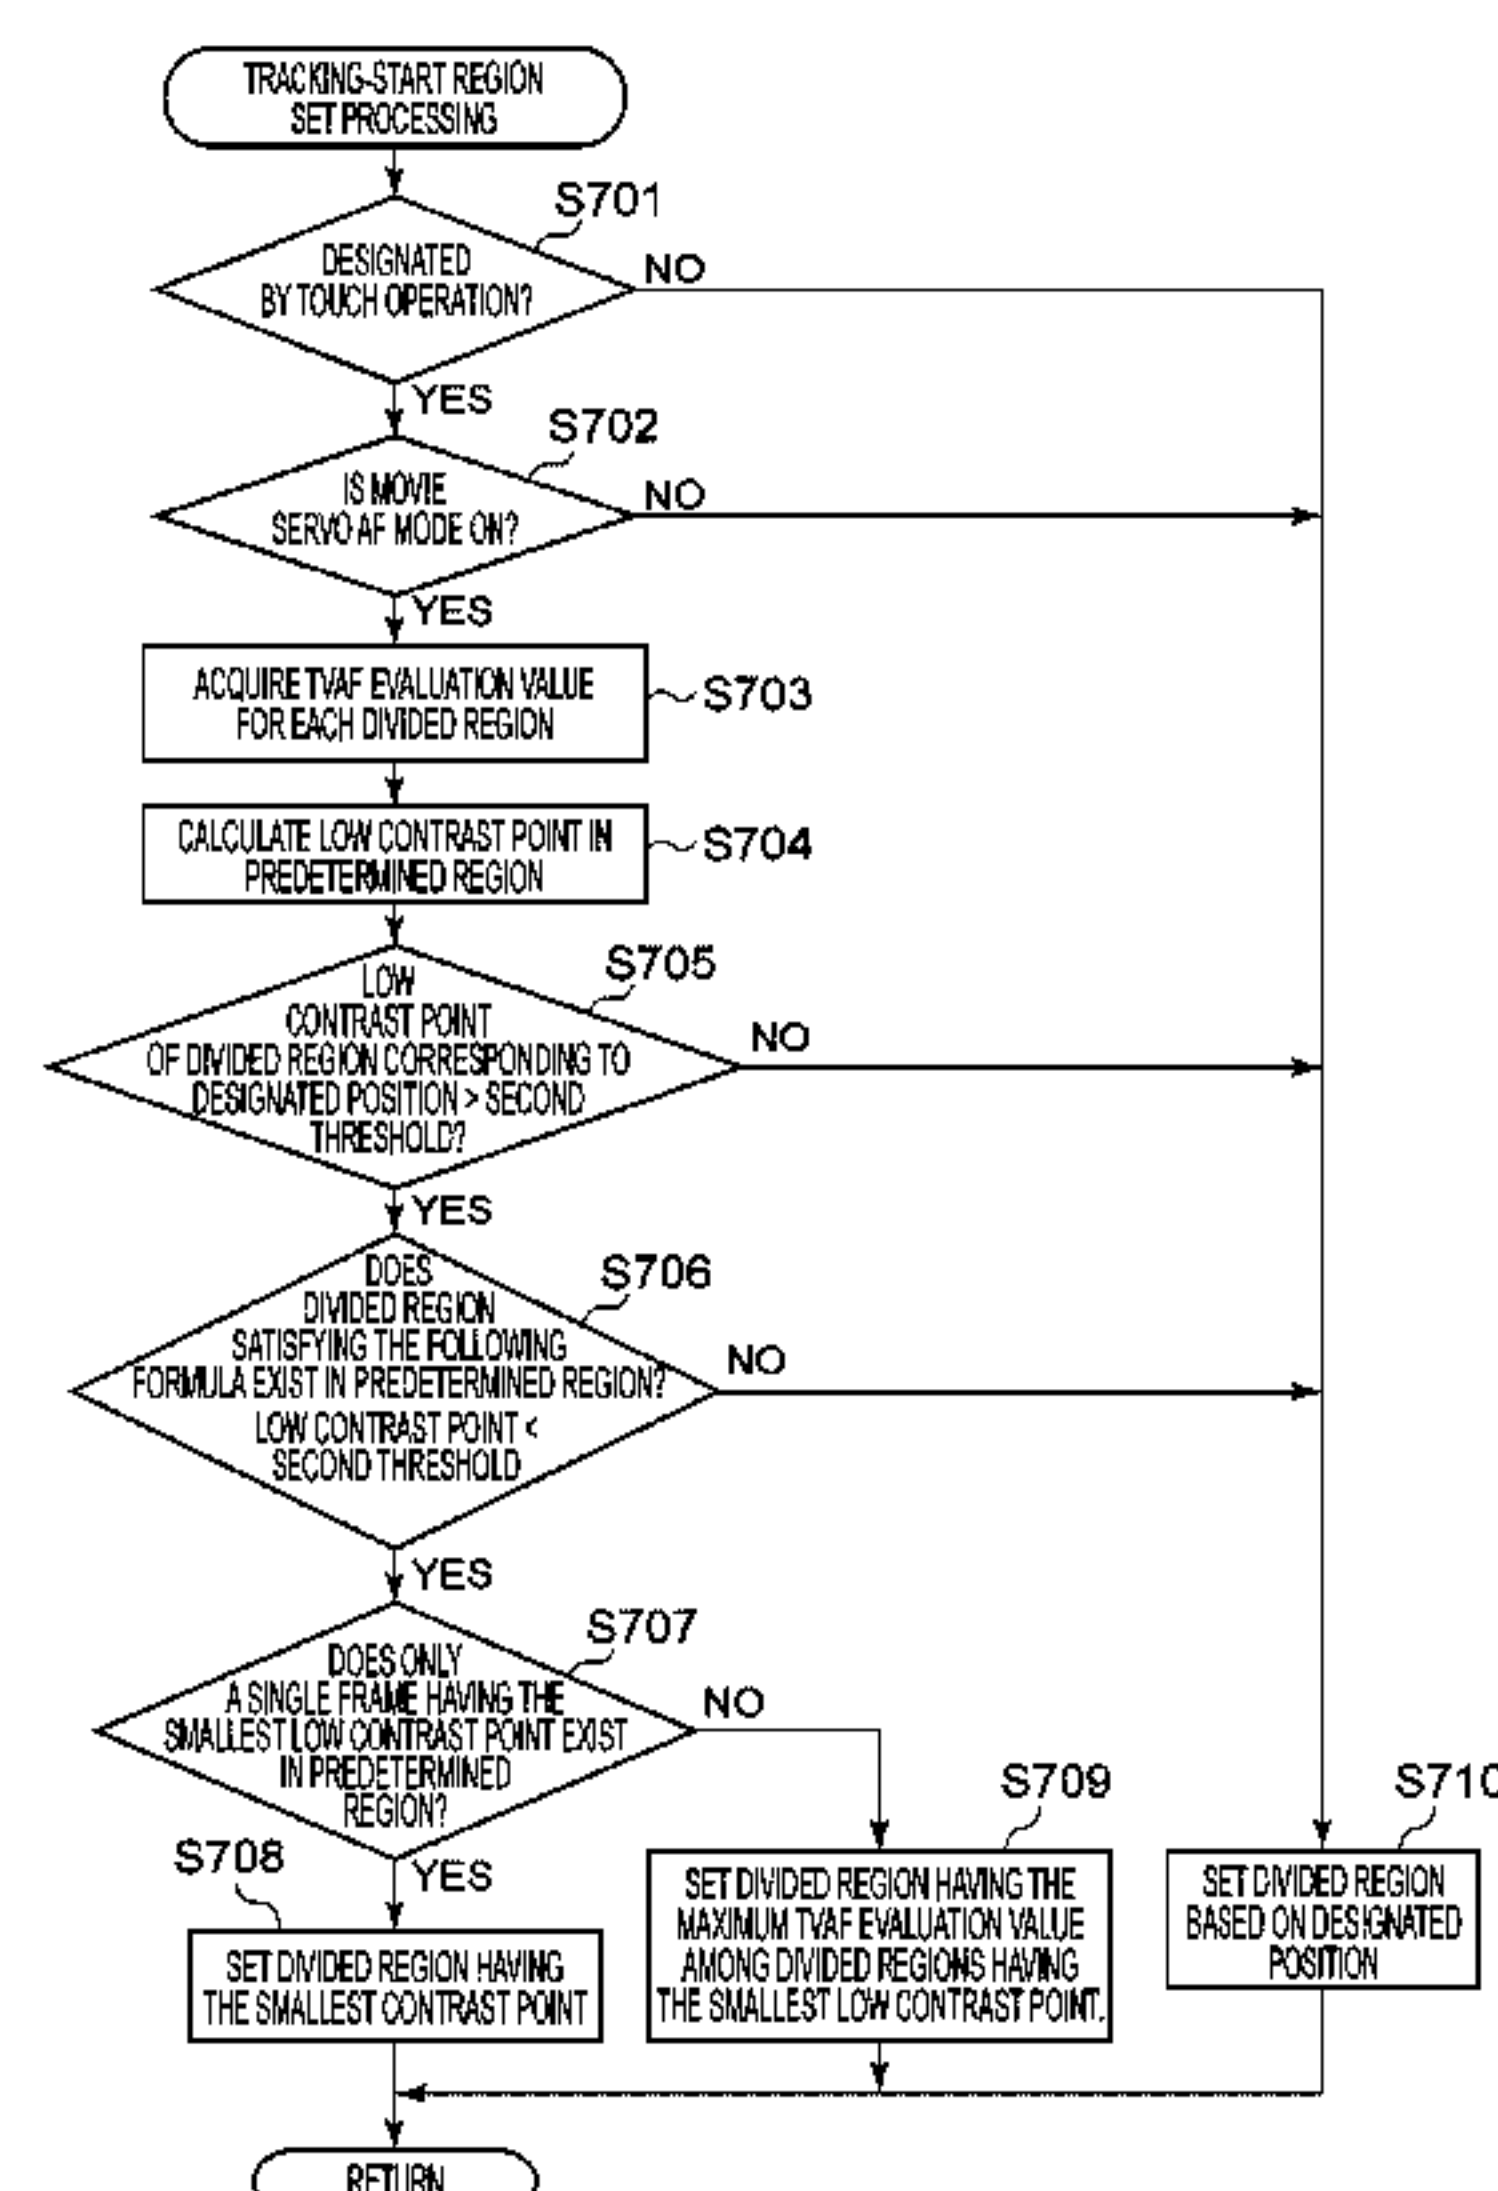 TRACKING-START REGION
SET PROCESSING
S701
DESIGNATED
BY TOUCH OPERATION?
NO
YES
S702
IS MOVIE
SERVO AF MODE ON?
NO
YES
ACQUIRE TVAF EVALUATION VALUE
FOR EACH DIVIDED REGION
S703
CALCULATE LOW CONTRAST POINT IN
PREDETERMINED REGION
S704
S705
LOW
CONTRAST POINT
OF DIVIDED REGION CORRESPONDING TO
DESIGNATED POSITION > SECOND
THRESHOLD?
NO
YES
S706
DOES
DIVIDED REGION
SATISFYING THE FOLLOWING
FORMULA EXIST IN PREDETERMINED REGION?
LOW CONTRAST POINT <
SECOND THRESHOLD
NO
YES
S707
DOES ONLY
A SINGLE FRAME HAVING THE
SMALLEST LOW CONTRAST POINT EXIST
IN PREDETERMINED
REGION?
NO
YES
S708
SET DIVIDED REGION HAVING
THE SMALLEST CONTRAST POINT
S709
SET DIVIDED REGION HAVING THE
MAXIMUM TVAF EVALUATION VALUE
AMONG DIVIDED REGIONS HAVING
THE SMALLEST LOW CONTRAST POINT.
S710
SET DIVIDED REGION
BASED ON DESIGNATED
POSITION
RETURN